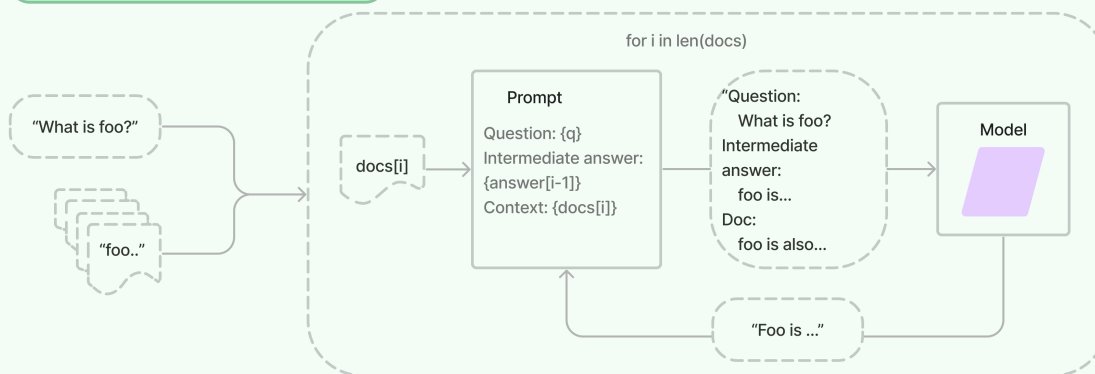 for i in len(docs)
“What is foo?”
“foo..”
docs[i]
Prompt
Question: {q}
Intermediate answer:
{answer[i-1]}
Context: {docs[i]}
“Question:
What is foo?
Intermediate
answer:
foo is...
Doc:
foo is also...
Model
“Foo is ...”